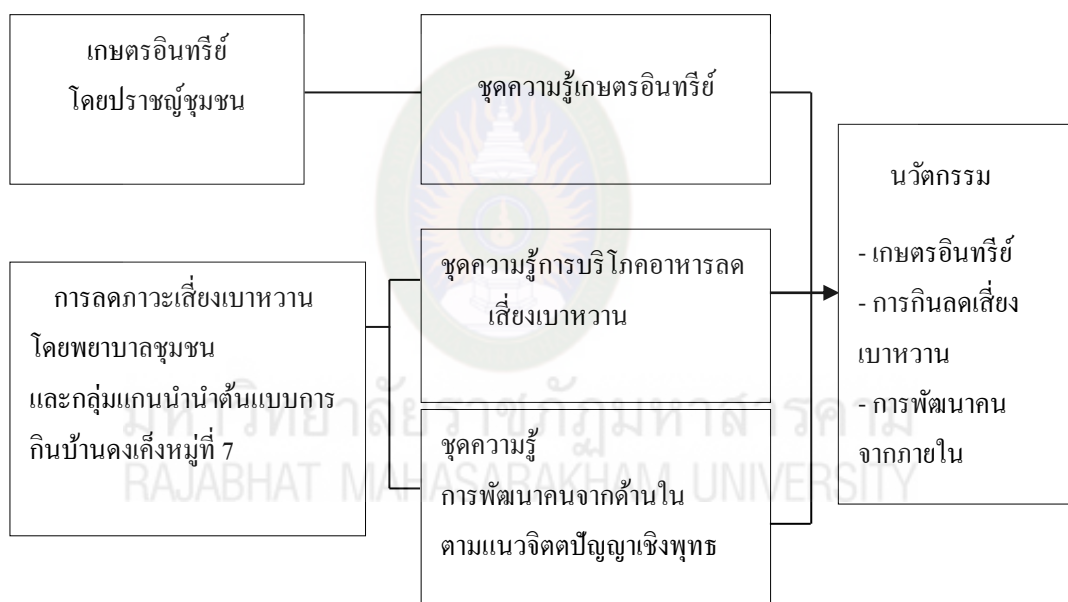 เกษตรอินทรีย์
โดยปราชญ์ชุมชน
ชุดความรู้เกษตรอินทรีย์
การลดภาวะเสี่ยงเบาหวาน
โดยพยาบาลชุมชน
และกลุ่มแกนนำนำต้นแบบการ
กินบ้านดงเค็งหมู่ที่ 7
ชุดความรู้การบริโภคอาหารลด
เสี่ยงเบาหวาน
ชุดความรู้
การพัฒนาคนจากด้านใน
ตามแนวจิตตปัญญาเชิงพุทธ
นวัตกรรม
- เกษตรอินทรีย์
- การกินลดเสี่ยง
เบาหวาน
- การพัฒนาคน
จากภายใน
มหาวิทยาลัยราชภัฏมหาสารคาม
RAJABHAT MAHASARAKHAM UNIVERSITY